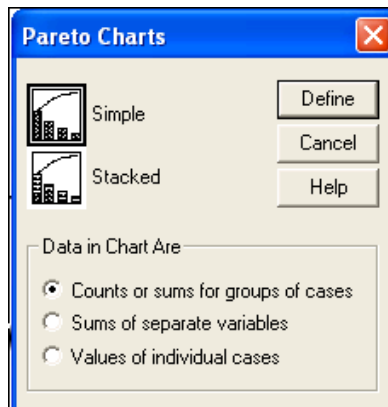 Pareto Charts
Simple
Stacked
Define
Cancel
Help
Data in Chart Are
Counts or sums for groups of cases
Sums of separate variables
Values of individual cases